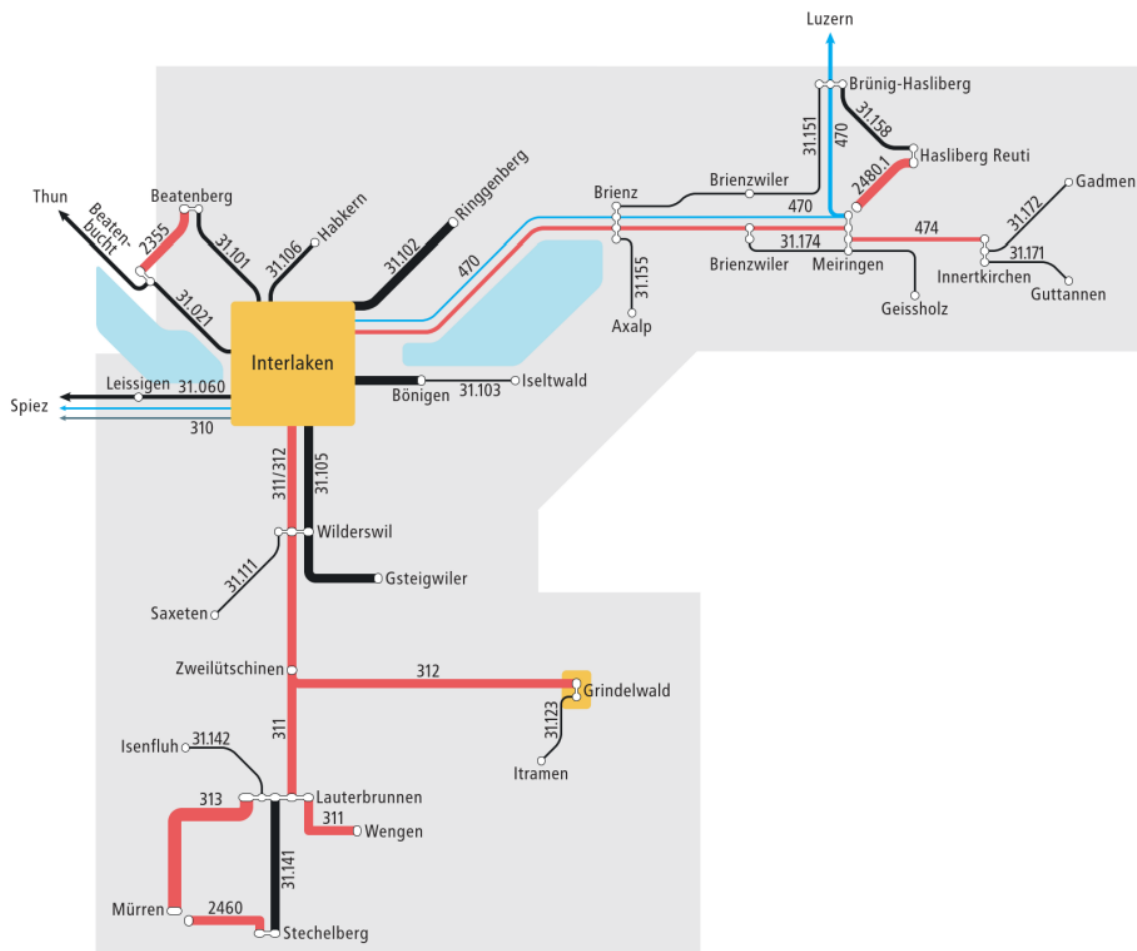 Luzern
Brünig-Hasliberg
31.151
470
31.158
Hasliberg Reuti
2480.1
Gadmen
Thun
Beaten-
bucht
Beatenberg
2355
31.101
31.106
Habkern
31.102
Ringgenberg
Brienz
Brienzwiler
470
470
31.172
474
31.174
31.171
Brienzwiler
Meiringen
Innertkirchen
31.155
Guttannen
Geissholz
Axalp
31.021
Interlaken
Leissigen
31.060
Bönigen
31.103
Iseltwald
Spiez
310
311/312
31.105
Wilderswil
31.111
Gsteigwiler
Saxeten
Zweilütschinen
312
Grindelwald
311
31.123
Isenfluh
31.142
Itramen
313
Lauterbrunnen
311
Wengen
31.141
Mürren
2460
Stechelberg